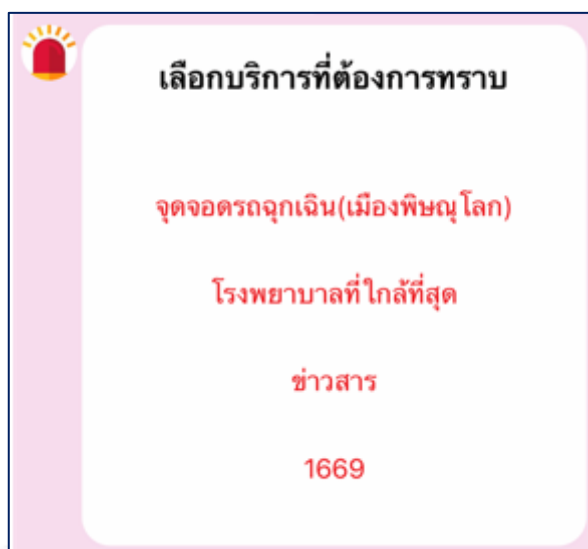 เลือกบริการที่ต้องการทราบ
จุดจอดรถฉุกเฉิน(เมืองพิษณุโลก)
โรงพยาบาลที่ใกล้ที่สุด
ข่าวสาร
1669